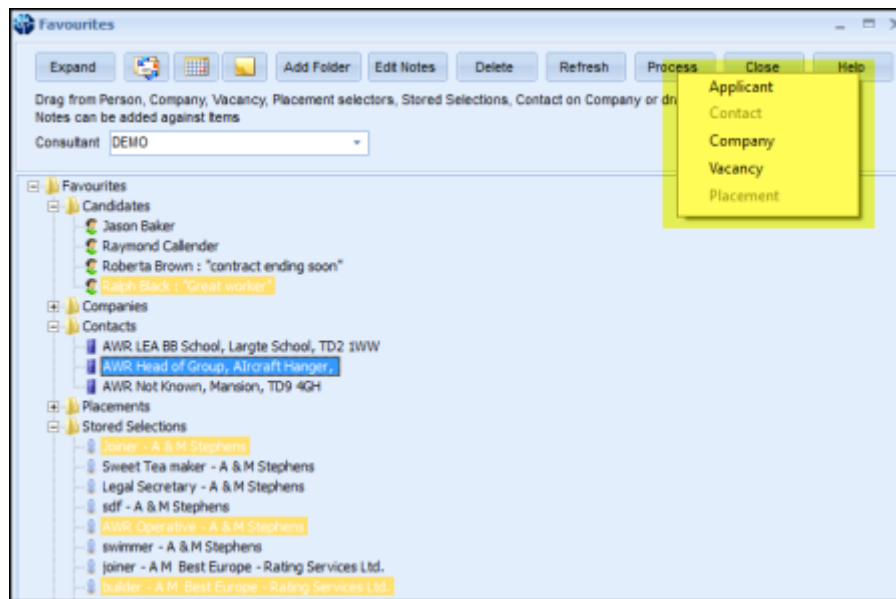 Favourites
Expand Add Folder Edit Notes Delete Refresh Process Close Help
Drag from Person, Company, Vacancy, Placement selectors, Stored Selections, Contact on Company or
Notes can be added against Items
Consultant DEMO
Applicant
Contact
Company
Vacancy
Placement
Favourites
Candidates
Jason Baker
Raymond Callender
Roberta Brown : "contract ending soon"
Ralph Black : "Great worker"
Companies
Contacts
AWR LEA BB School, Largte School, TD2 1WW
AWR Head of Group, AIrcraft Hanger,
AWR Not Known, Mansion, TD9 4GH
Placements
Stored Selections
Joiner - A & M Stephens
Sweet Tea maker - A & M Stephens
Legal Secretary - A & M Stephens
sdf - A & M Stephens
AWR Operative - A & M Stephens
swimmer - A & M Stephens
joiner - A M Best Europe - Rating Services Ltd.
builder - A M Best Europe - Rating Services Ltd.